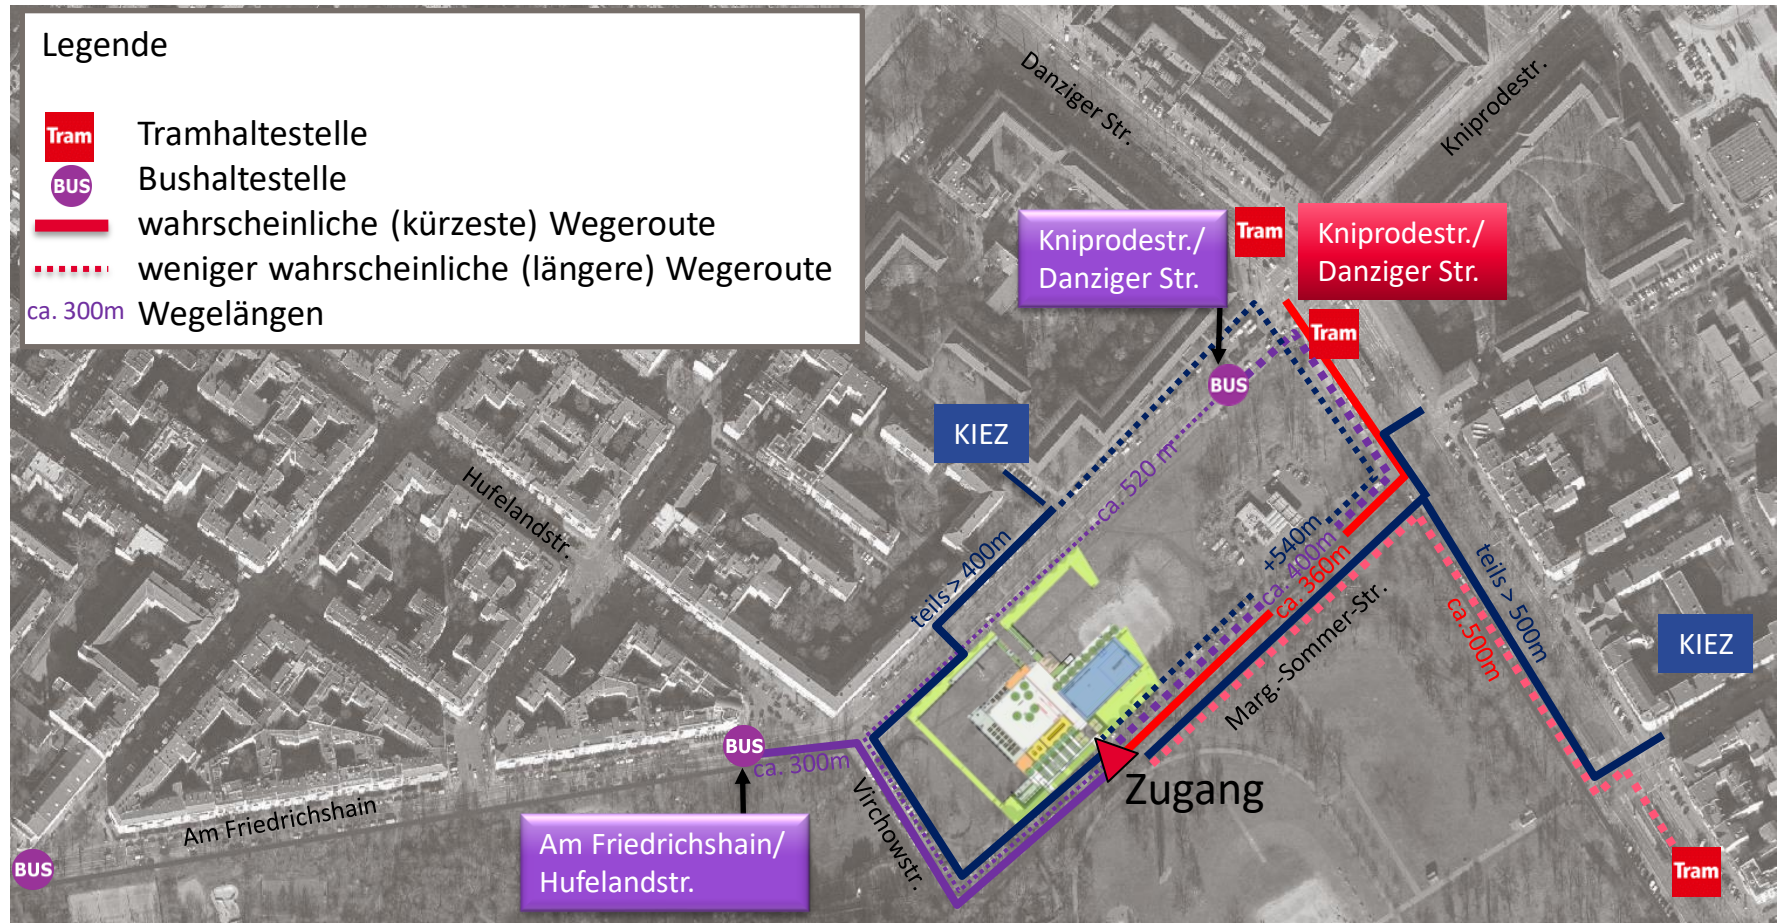 Legende
Tram Tramhaltestelle
BUS Bushaltestelle
wahrscheinliche (kürzeste) Wegeroute
weniger wahrscheinliche (längere) Wegeroute
ca. 300m Wegelängen
Danziger Str.
Kniprodestr.
Kniprodestr./
Danziger Str.
Tram
Kniprodestr./
Danziger Str.
Tram
BUS
KIEZ
Hufelandstr.
ca. 520 m
teils > 400m
+540m
ca. 400m
ca. 360m
Marg.-Sommer-Str.
teils > 500m
ca.500m
KIEZ
BUS
ca. 300m
Virchowstr.
Zugang
Am Friedrichshain
Am Friedrichshain/
Hufelandstr.
BUS
Tram